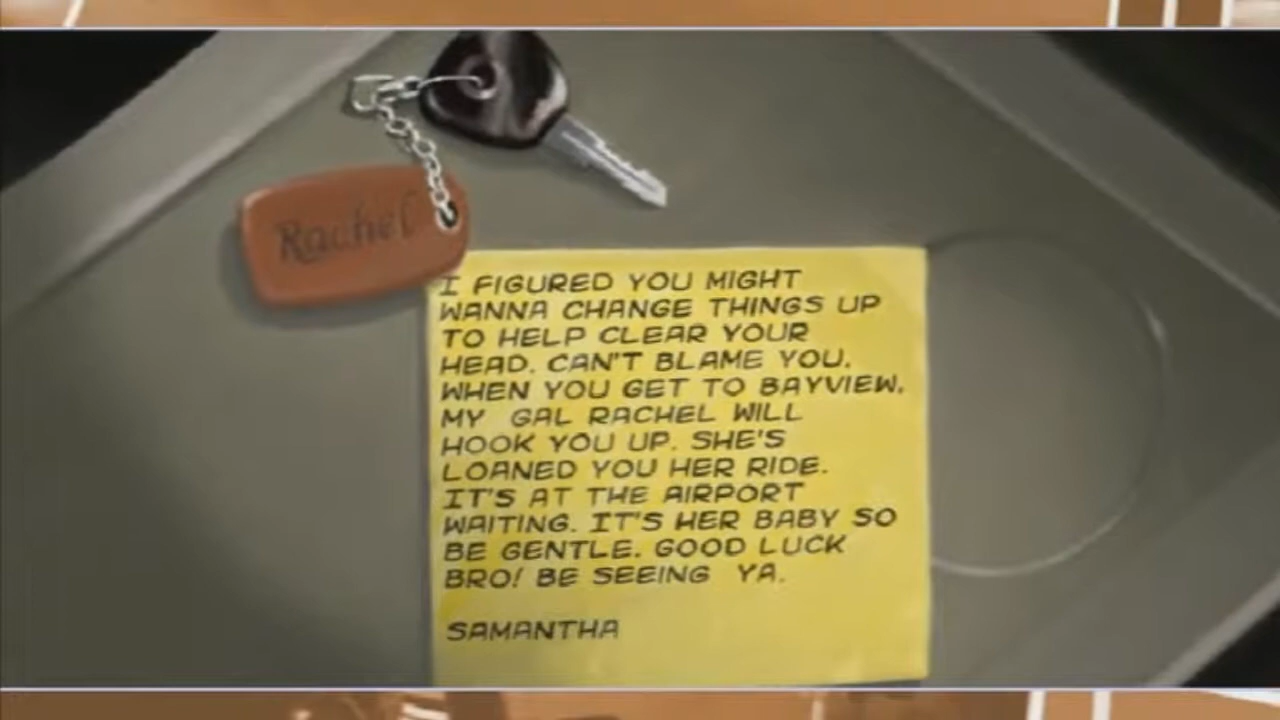 Rachel
I FIGURED YOU MIGHT
WANNA CHANGE THINGS UP
TO HELP CLEAR YOUR
HEAD. CAN'T BLAME YOU.
WHEN YOU GET TO BAYVIEW.
MY GAL RACHEL WILL
HOOK YOU UP. SHE'S
LOANED YOU HER RIDE.
IT'S AT THE AIRPORT
WAITING. IT'S HER BABY SO
BE GENTLE. GOOD LUCK
BRO! BE SEEING YA.
SAMANTHA